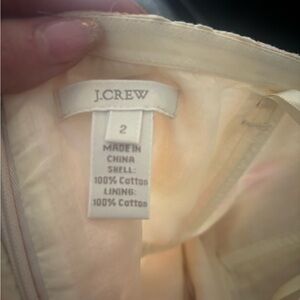 J.CREW
2
MADE IN
CHINA
SHELL:
100% Cotton
LINING:
100% Cotton